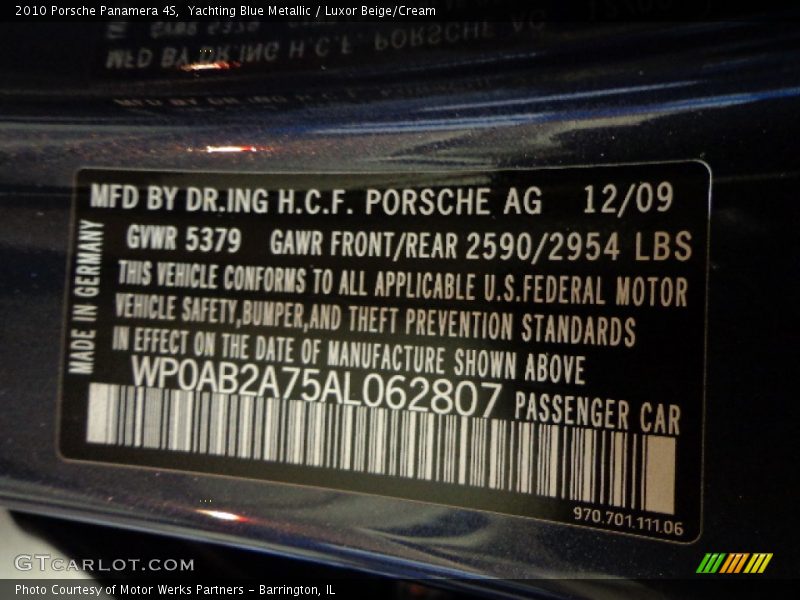 2010 Porsche Panamera 4S, Yachting Blue Metallic / Luxor Beige/Cream
MFD BY DR.ING H.C.F. PORSCHE AG 12/09
GVWR 5379 GAWR FRONT/REAR 2590/2954 LBS
THIS VEHICLE CONFORMS TO ALL APPLICABLE U.S.FEDERAL MOTOR
VEHICLE SAFETY,BUMPER,AND THEFT PREVENTION STANDARDS
IN EFFECT ON THE DATE OF MANUFACTURE SHOWN ABOVE
WP0AB2A75AL062807 PASSENGER CAR
MADE IN GERMANY
970.701.111.06
GTCARLOT.COM
Photo Courtesy of Motor Werks Partners - Barrington, IL